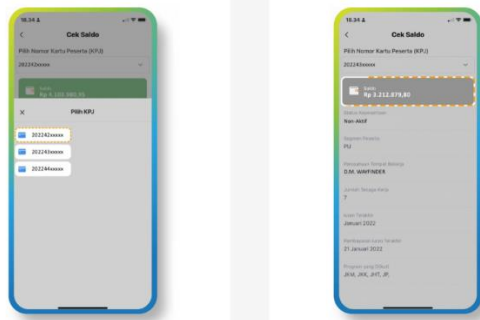 18.34
Cek Saldo
Pilih Nomor Kartu Peserta (KPJ)
202242xxxxx
Saldo
Pilih KPJ
202242xxxxx
202243xxxxx
202244xxxxx
18.34
Cek Saldo
Pilih Nomor Kartu Peserta (KPJ)
202243xxxxx
Saldo
Rp 3.212.879,80
Status Kepesertaan
Non Aktif
Segmen Peserta
PU
Perusahaan Tempat Bekerja
D.M. WAYFINDER
Jumlah Tenaga Kerja
7
Iuran Terakhir
Januari 2022
Pembayaran Iuran Terakhir
21 Januari 2022
Program yang Diikuti
JKM, JKK, JHT, JP,